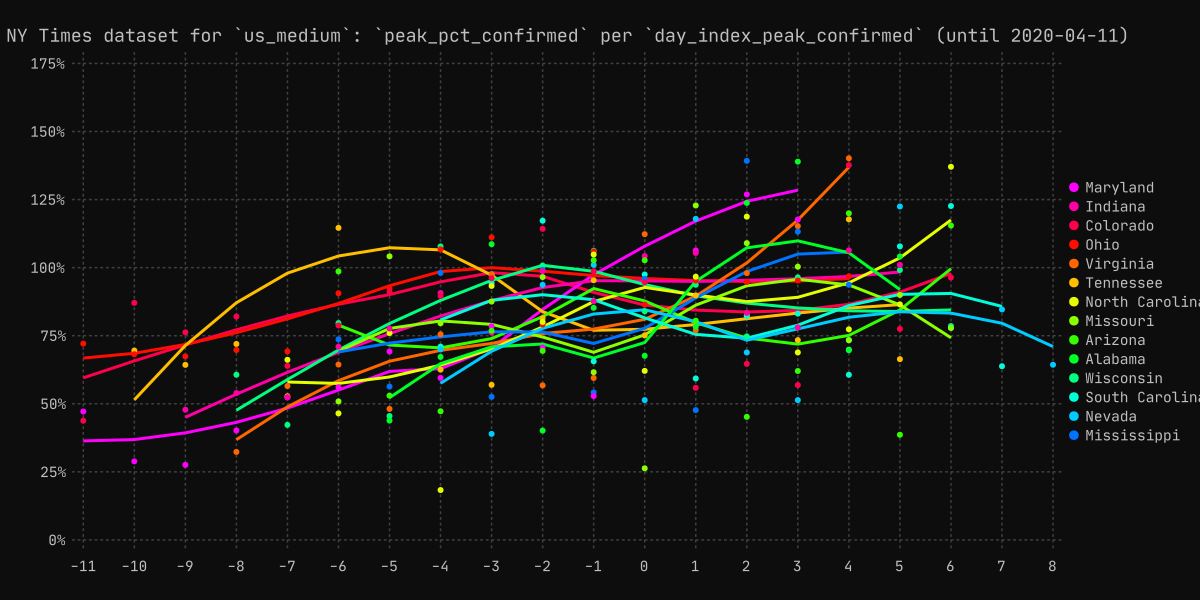 NY Times dataset for `us_medium`: `peak_pct_confirmed` per `day_index_peak_confirmed` (until 2020-04-11)
175%
150%
125%
100%
75%
50%
25%
0%
-11 -10 -9 -8 -7 -6 -5 -4 -3 -2 -1 0 1 2 3 4 5 6 7 8
Maryland
Indiana
Colorado
Ohio
Virginia
Tennessee
North Carolina
Missouri
Arizona
Alabama
Wisconsin
South Carolina
Nevada
Mississippi